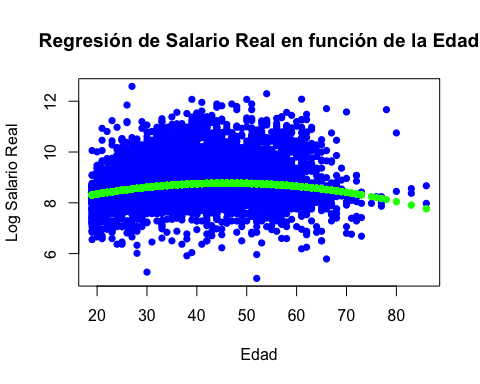 Regresión de Salario Real en función de la Edad
Log Salario Real
12
10
8
6
20 30 40 50 60 70 80
Edad